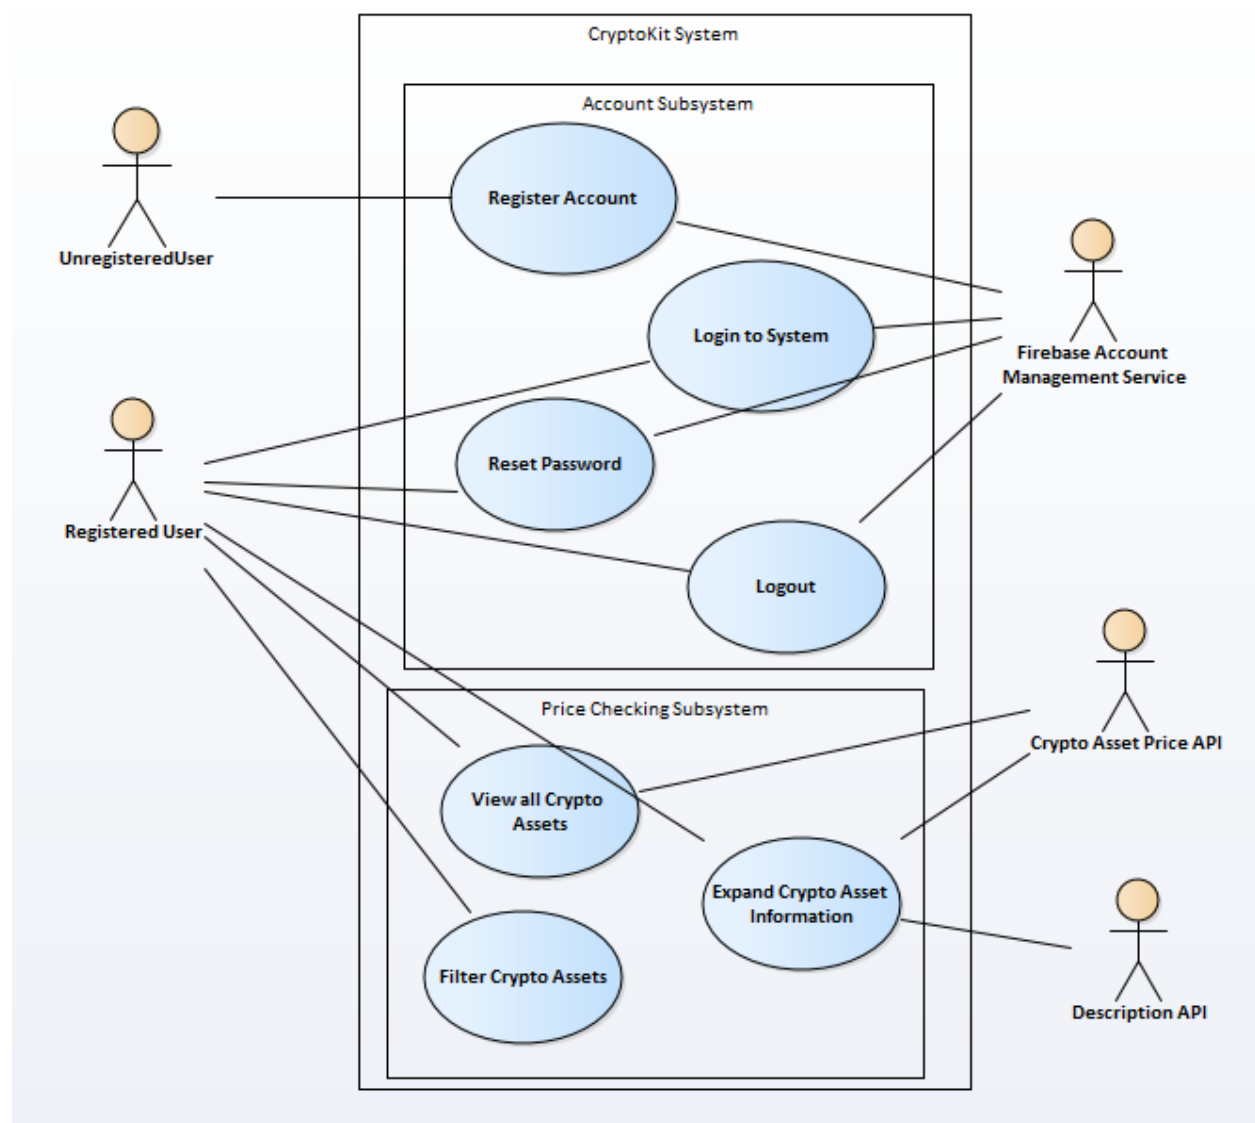 CryptoKit System
Account Subsystem
Register Account
UnregisteredUser
Login to System
Firebase Account
Management Service
Reset Password
Registered User
Logout
Price Checking Subsystem
Crypto Asset Price API
View all Crypto
Assets
Expand Crypto Asset
Information
Filter Crypto Assets
Description API